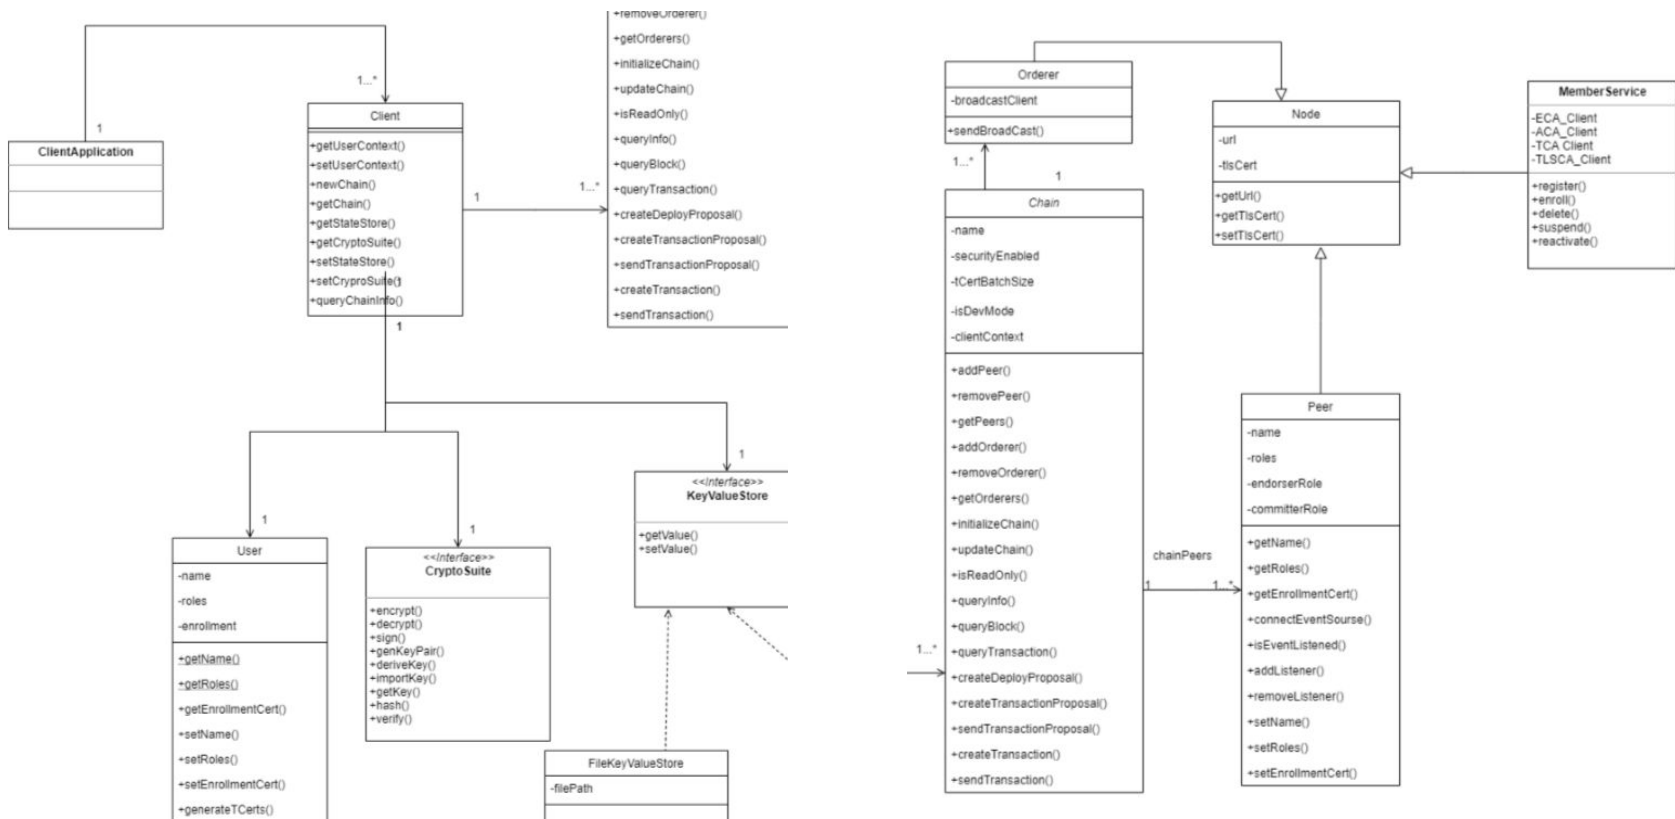 1
1...*
ClientApplication
Client
+getUserContext()
+setUserContext()
+newChain()
+getChain()
+getStateStore()
+getCryptoSuite()
+setStateStore()
+setCryproSuite()
1
+queryChainInfo()
1
1
1...*
+removeOrderer()
+getOrderers()
+initializeChain()
+updateChain()
+isReadOnly()
+queryInfo()
+queryBlock()
+queryTransaction()
+createDeployProposal()
+createTransactionProposal()
+sendTransactionProposal()
+createTransaction()
+sendTransaction()
1
User
-name
-roles
-enrollment
+getName()
+getRoles()
+getEnrollmentCert()
+setName()
+setRoles()
+setEnrollmentCert()
+generateTCerts()
1
<<Interface>>
CryptoSuite
+encrypt()
+decrypt()
+sign()
+genKeyPair()
+deriveKey()
+importKey()
+getKey()
+hash()
+verify()
1
<<Interface>>
KeyValueStore
+getValue()
+setValue()
FileKeyValueStore
-filePath
Orderer
-broadcastClient
+sendBroadCast()
1...*
1
Chain
-name
-securityEnabled
-tCertBatchSize
-isDevMode
-clientContext
+addPeer()
+removePeer()
+getPeers()
+addOrderer()
+removeOrderer()
+getOrderers()
+initializeChain()
+updateChain()
+isReadOnly()
+queryInfo()
+queryBlock()
+queryTransaction()
+createDeployProposal()
+createTransactionProposal()
+sendTransactionProposal()
+createTransaction()
+sendTransaction()
1...*
chainPeers
1
1...*
Node
-url
-tlsCert
+getUrl()
+getTlsCert()
+setTlsCert()
MemberService
-ECA_Client
-ACA_Client
-TCA Client
-TLSCA_Client
+register()
+enroll()
+delete()
+suspend()
+reactivate()
Peer
-name
-roles
-endorserRole
-committerRole
+getName()
+getRoles()
+getEnrollmentCert()
+connectEventSourse()
+isEventListened()
+addListener()
+removeListener()
+setName()
+setRoles()
+setEnrollmentCert()